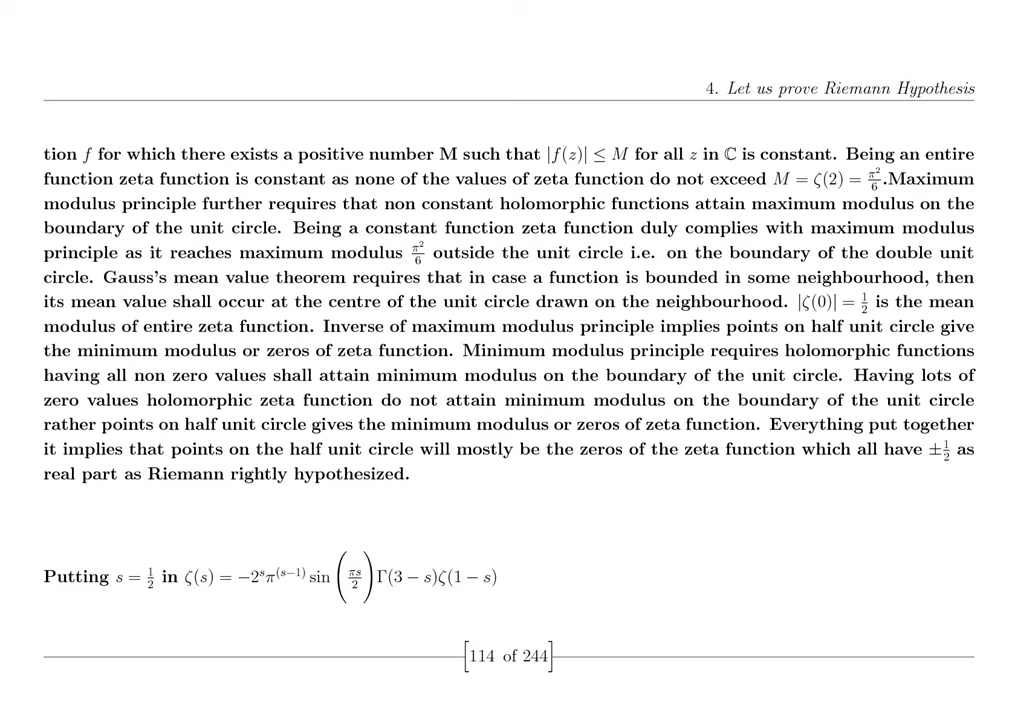 4. Let us prove Riemann Hypothesis
tion f for which there exists a positive number M such that |f(z)| ≤ M for all z in ℂ is constant. Being an entire
function zeta function is constant as none of the values of zeta function do not exceed M = ζ(2) = π²/6.Maximum
modulus principle further requires that non constant holomorphic functions attain maximum modulus on the
boundary of the unit circle. Being a constant function zeta function duly complies with maximum modulus
principle as it reaches maximum modulus π²/6 outside the unit circle i.e. on the boundary of the double unit
circle. Gauss's mean value theorem requires that in case a function is bounded in some neighbourhood, then
its mean value shall occur at the centre of the unit circle drawn on the neighbourhood. |ζ(0)| = 1/2 is the mean
modulus of entire zeta function. Inverse of maximum modulus principle implies points on half unit circle give
the minimum modulus or zeros of zeta function. Minimum modulus principle requires holomorphic functions
having all non zero values shall attain minimum modulus on the boundary of the unit circle. Having lots of
zero values holomorphic zeta function do not attain minimum modulus on the boundary of the unit circle
rather points on half unit circle gives the minimum modulus or zeros of zeta function. Everything put together
it implies that points on the half unit circle will mostly be the zeros of the zeta function which all have ±1/2 as
real part as Riemann rightly hypothesized.
Putting s = 1/2 in ζ(s) = −2^s π^(s−1) sin(πs/2)Γ(3 − s)ζ(1 − s)
[114 of 244]